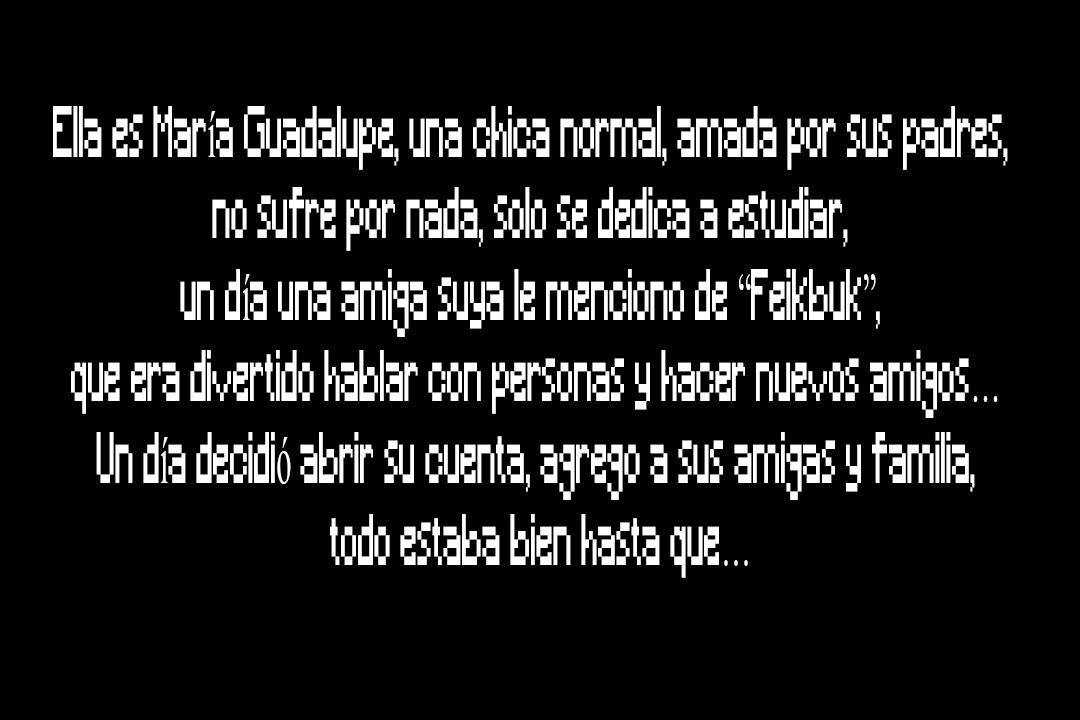 Ella es María Guadalupe, una chica normal, amada por sus padres,
no sufre por nada, solo se dedica a estudiar,
un día una amiga suya le menciono de “Feikbuk”,
que era divertido hablar con personas y hacer nuevos amigos...
Un día decidió abrir su cuenta, agrego a sus amigas y familia,
todo estaba bien hasta que...